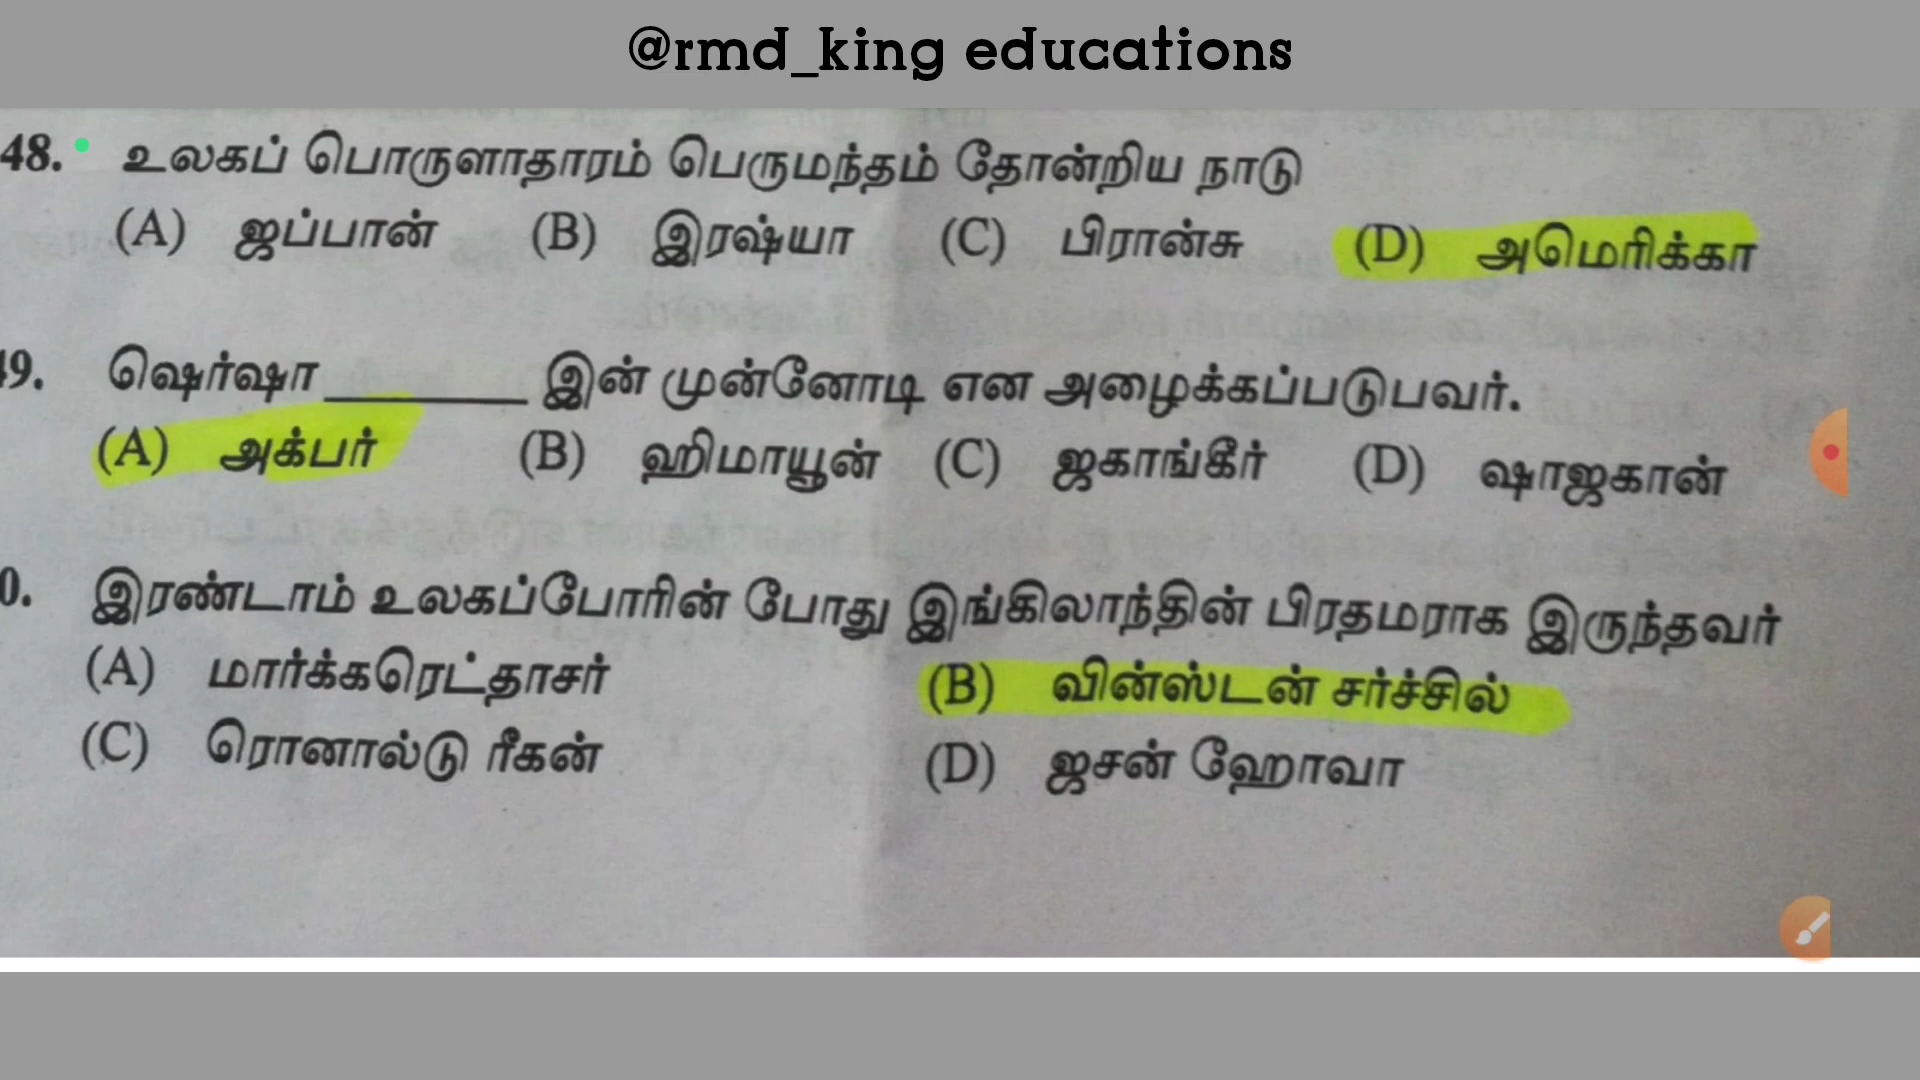 @rmd_king educations
48. உலகப் பொருளாதாரம் பெருமந்தம் தோன்றிய நாடு
(A) ஜப்பான் (B) இரஷ்யா (C) பிரான்சு (D) அமெரிக்கா
49. ஷெர்ஷா ________ இன் முன்னோடி என அழைக்கப்படுபவர்.
(A) அக்பர் (B) ஹிமாயூன் (C) ஜகாங்கீர் (D) ஷாஜகான்
0. இரண்டாம் உலகப்போரின் போது இங்கிலாந்தின் பிரதமராக இருந்தவர்
(A) மார்க்கரெட்தாசர் (B) வின்ஸ்டன் சர்ச்சில்
(C) ரொனால்டு ரீகன் (D) ஜசன் ஹோவா